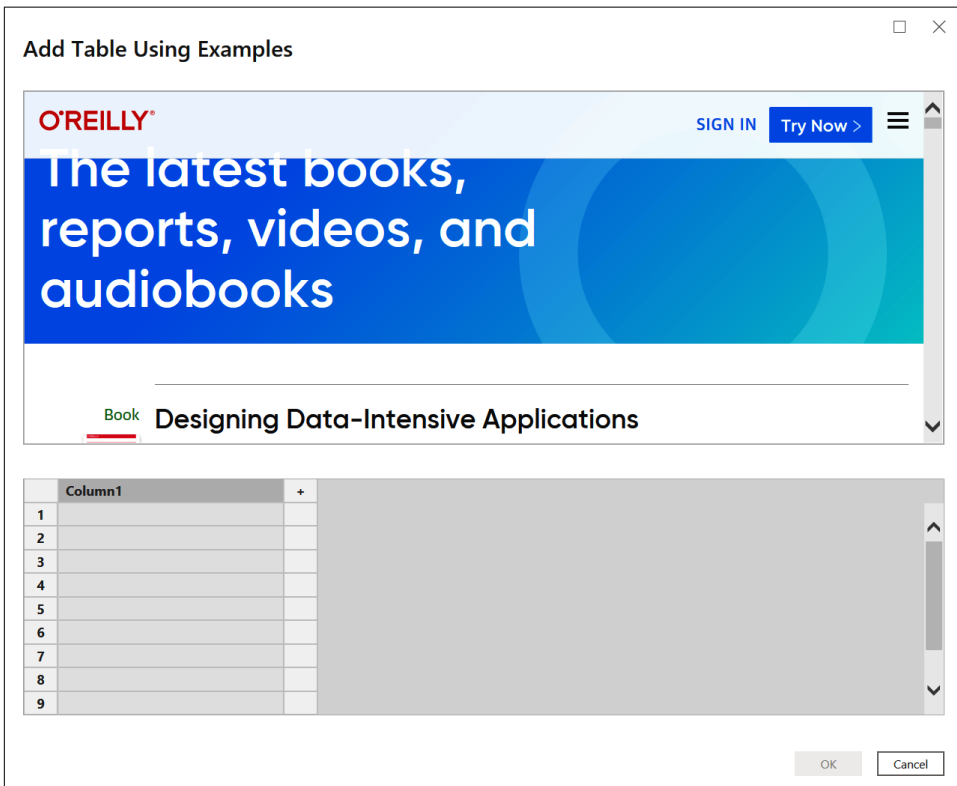 Add Table Using Examples
O'REILLY®
SIGN IN
Try Now >
The latest books,
reports, videos, and
audiobooks
Book
Designing Data-Intensive Applications
Column1
+
1
2
3
4
5
6
7
8
9
OK
Cancel